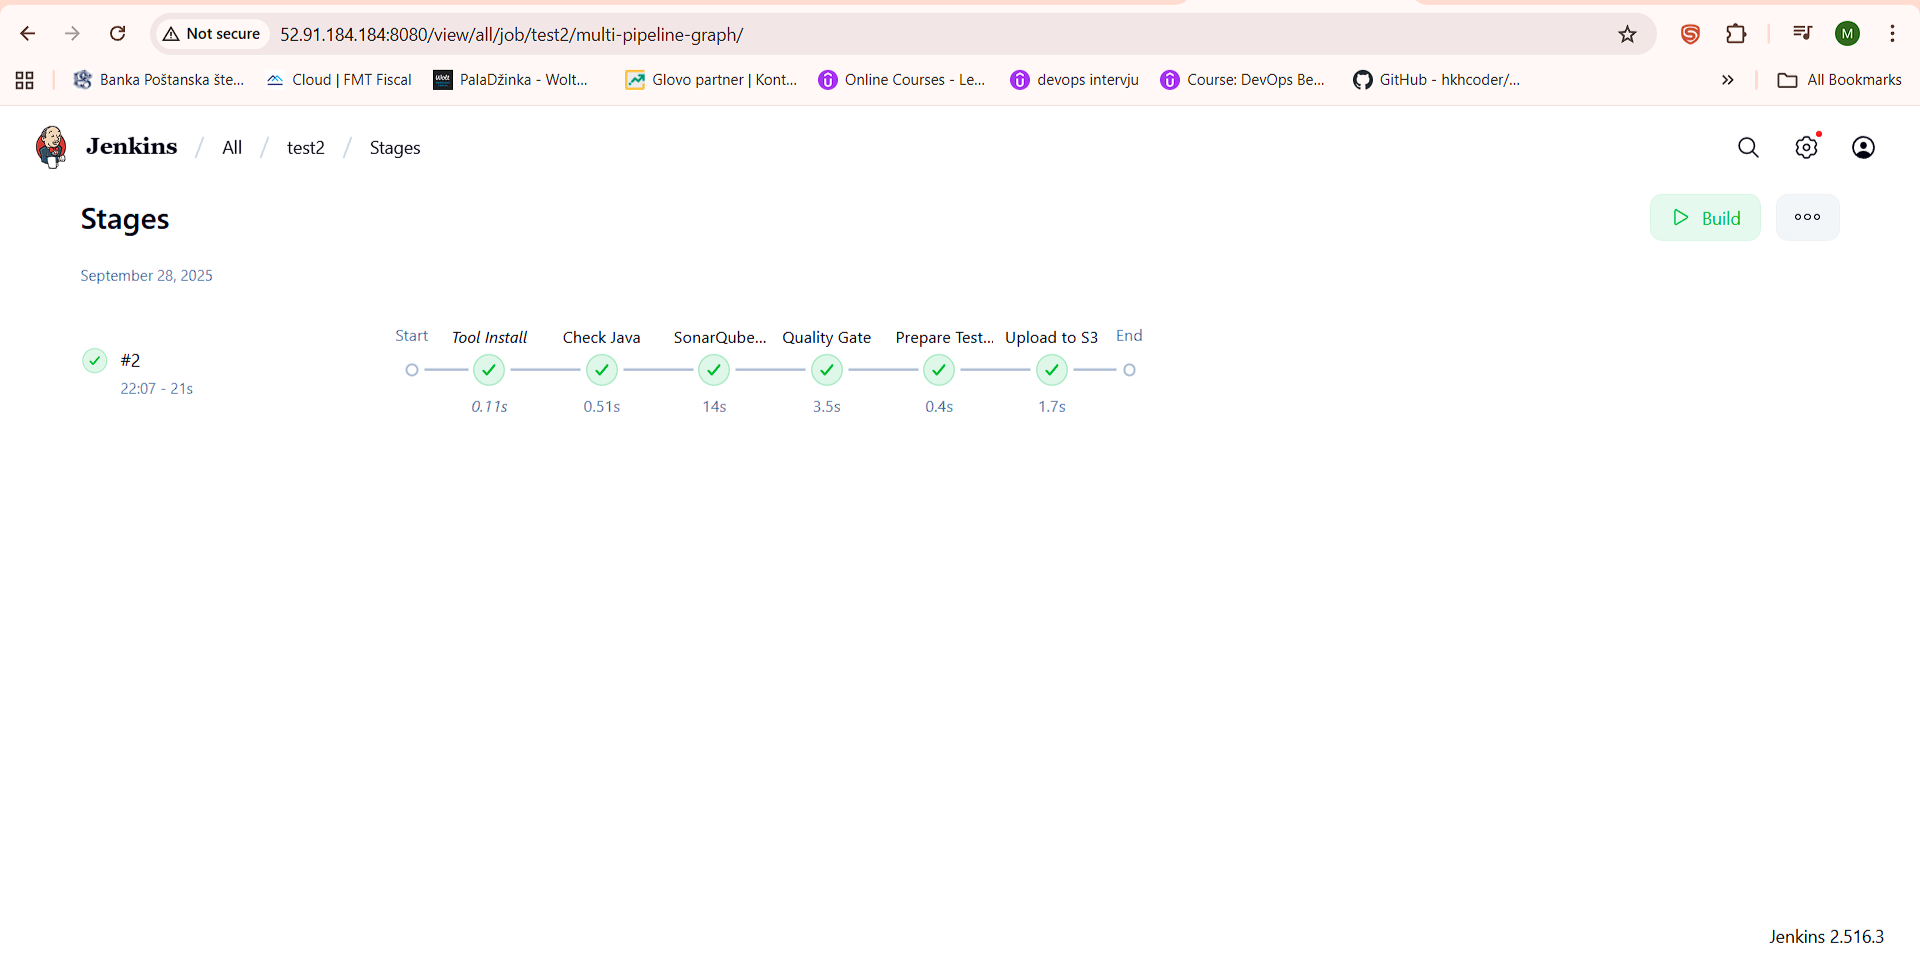 Not secure 52.91.184.184:8080/view/all/job/test2/multi-pipeline-graph/ M
Banka Poštanska šte... Cloud | FMT Fiscal Wolt PalaDžinka - Wolt... Glovo partner | Kont... Online Courses - Le... devops intervju Course: DevOps Be... GitHub - hkhcoder/... » All Bookmarks
Jenkins / All / test2 / Stages
Stages
Build
September 28, 2025
Start Tool Install Check Java SonarQube... Quality Gate Prepare Test... Upload to S3 End
#2
22:07 - 21s
0.11s 0.51s 14s 3.5s 0.4s 1.7s
Jenkins 2.516.3